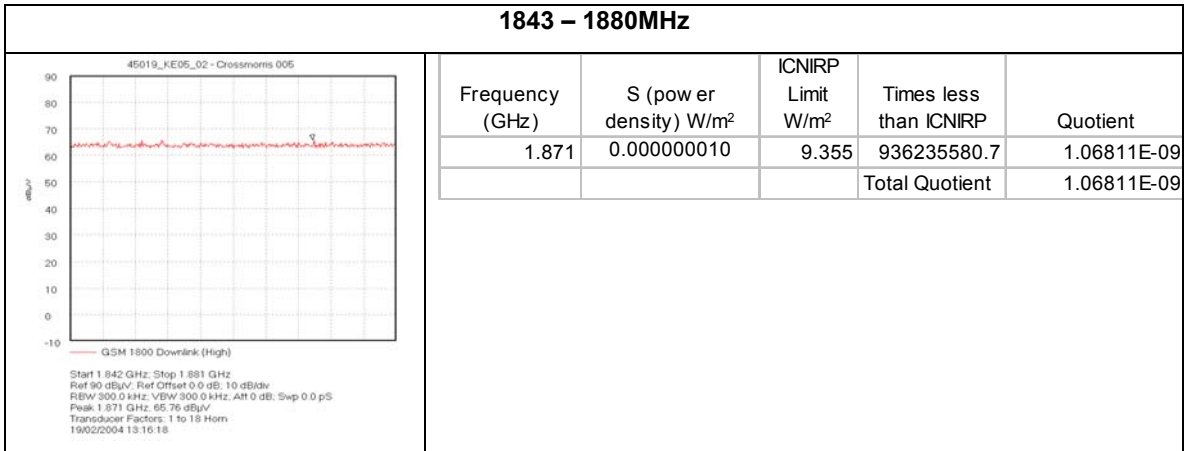 1843 – 1880MHz
45019_KE05_02 - Crossmorris 005
90
80
70
60
50
40
30
20
10
0
-10
dBµV
GSM 1800 Downlink (High)
Start 1.842 GHz; Stop 1.881 GHz
Ref 90 dBµV; Ref Offset 0.0 dB; 10 dB/div
RBW 300.0 kHz; VBW 300.0 kHz; Att 0 dB; Swp 0.0 pS
Peak 1.871 GHz, 65.76 dBµV
Transducer Factors: 1 to 18 Horn
19/02/2004 13:16:18
Frequency (GHz) S (pow er density) W/m² ICNIRP Limit W/m² Times less than ICNIRP Quotient
1.871 0.000000010 9.355 936235580.7 1.06811E-09
Total Quotient 1.06811E-09